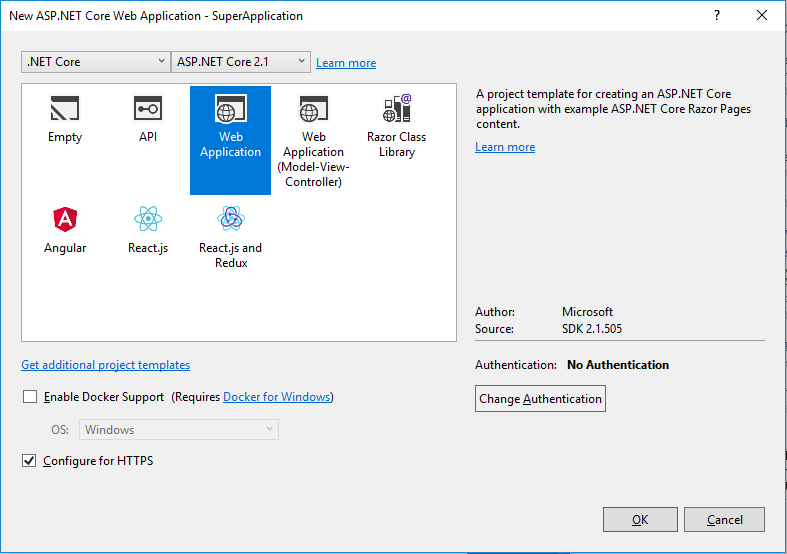 New ASP.NET Core Web Application - SuperApplication
?
.NET Core
ASP.NET Core 2.1
Learn more
Empty
API
Web
Application
Web
Application
(Model-View-
Controller)
Razor Class
Library
Angular
React.js
React.js and
Redux
A project template for creating an ASP.NET Core
application with example ASP.NET Core Razor Pages
content.
Learn more
Author: Microsoft
Source: SDK 2.1.505
Get additional project templates
Enable Docker Support (Requires Docker for Windows)
OS: Windows
Configure for HTTPS
Authentication: No Authentication
Change Authentication
OK
Cancel